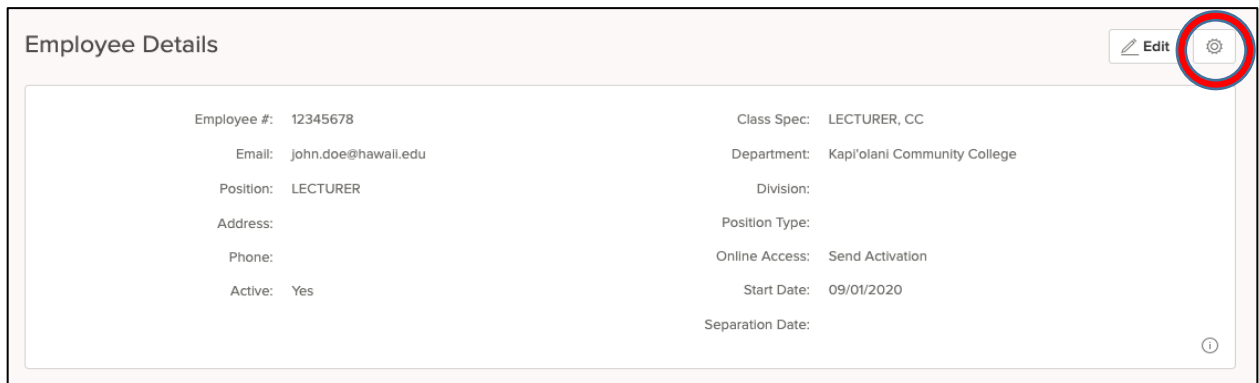 Employee Details
Edit
Employee #: 12345678
Email: john.doe@hawaii.edu
Position: LECTURER
Address:
Phone:
Active: Yes
Class Spec: LECTURER, CC
Department: Kapi'olani Community College
Division:
Position Type:
Online Access: Send Activation
Start Date: 09/01/2020
Separation Date: